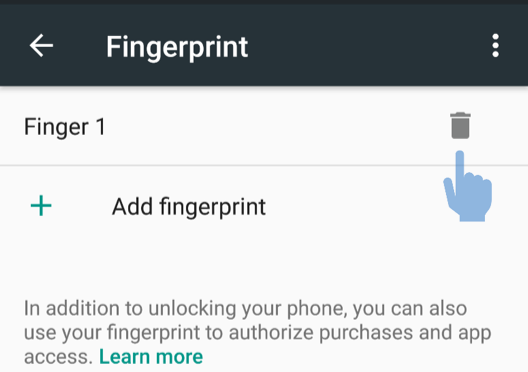 Fingerprint
Finger 1
Add fingerprint
In addition to unlocking your phone, you can also
use your fingerprint to authorize purchases and app
access. Learn more